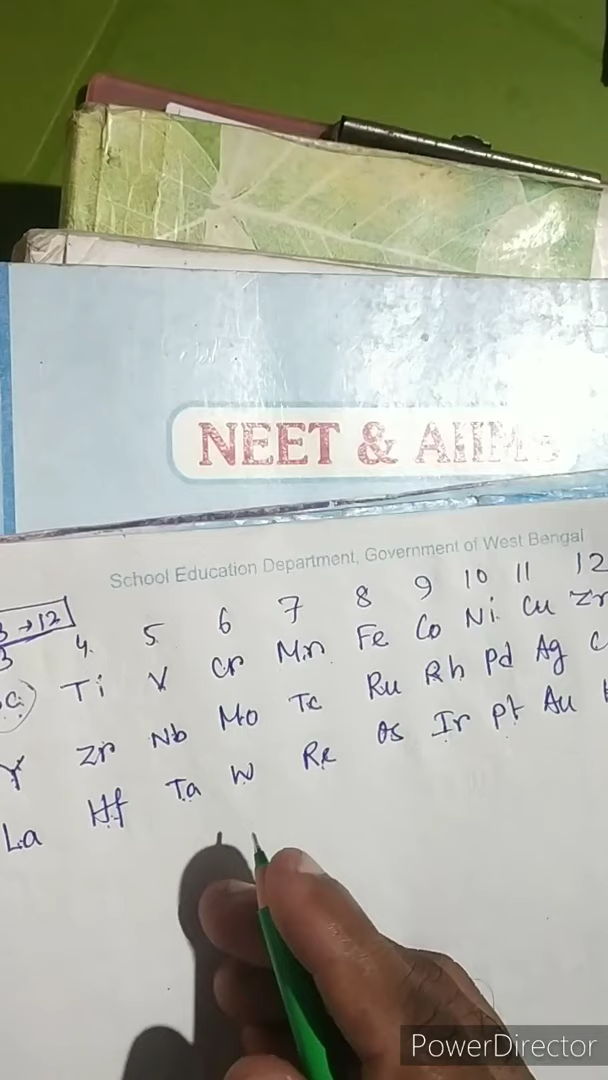 NEET & AIIMS
School Education Department, Government of West Bengal
3→12
3 4. 5. 6 7 8 9 10 11 12
Sc Ti V Cr Mn Fe Co Ni Cu Zn
Y Zr Nb Mo Tc Ru Rh Pd Ag C
La Hf Ta W Re Os Ir Pt Au
PowerDirector